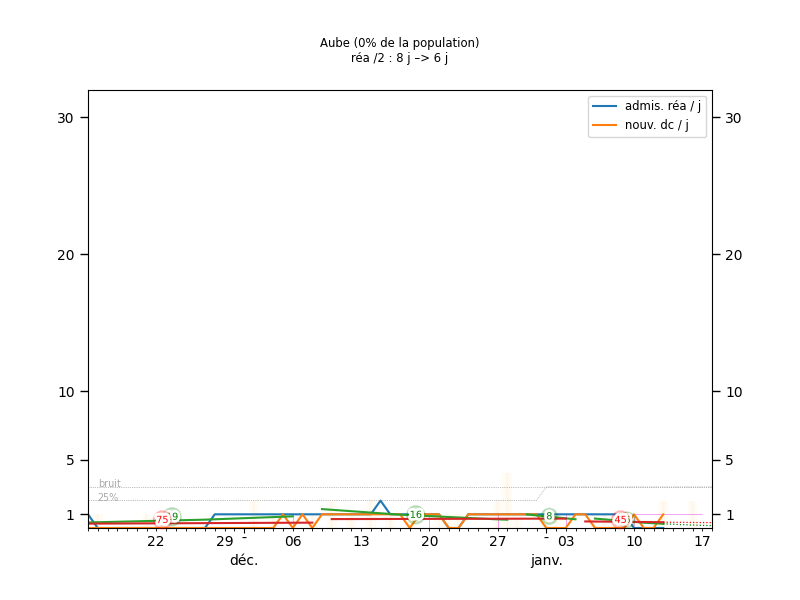 Aube (0% de la population)
réa /2 : 8 j –> 6 j
admis. réa / j
nouv. dc / j
30 30
20 20
10 10
5 5
bruit
25%
1 75 9 16 8 45 1
22 29 - 06 13 20 27 - 03 10 17
déc. janv.